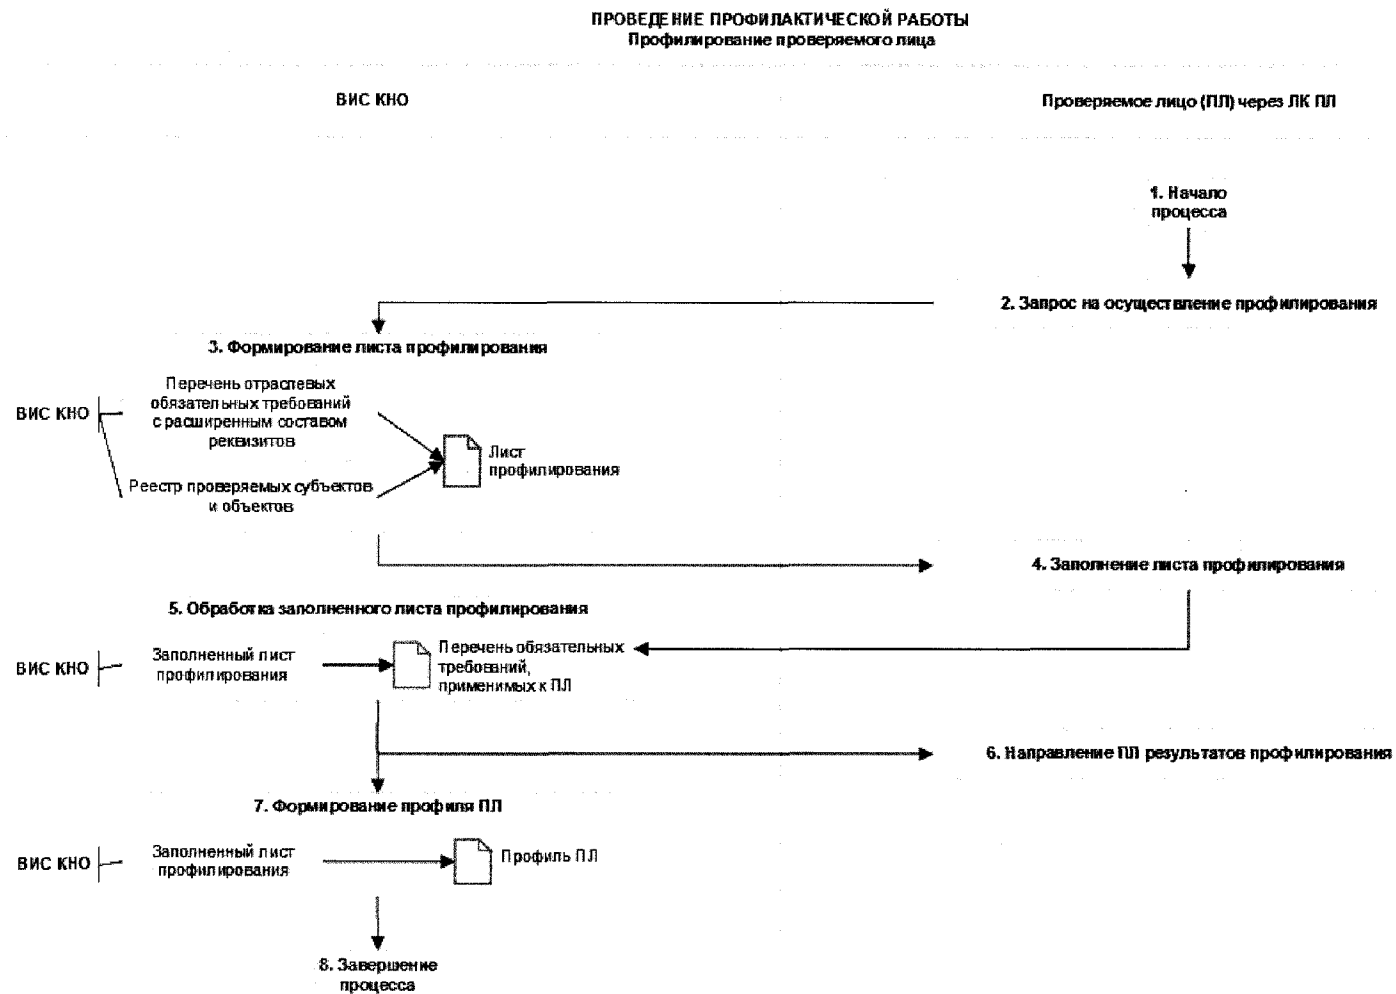 ПРОВЕДЕНИЕ ПРОФИЛАКТИЧЕСКОЙ РАБОТЫ
Профилирование проверяемого лица
ВИС КНО
Проверяемое лицо (ПЛ) через ЛК ПЛ
1. Начало
процесса
2. Запрос на осуществление профилирования
3. Формирование листа профилирования
ВИС КНО
Перечень отраслевых
обязательных требований
с расширенным составом
реквизитов
Лист
профилирования
Реестр проверяемых субъектов
и объектов
4. Заполнение листа профилирования
5. Обработка заполненного листа профилирования
ВИС КНО
Заполненный лист
профилирования
Перечень обязательных
требований,
применимых к ПЛ
6. Направление ПЛ результатов профилирования
7. Формирование профиля ПЛ
ВИС КНО
Заполненный лист
профилирования
Профиль ПЛ
8. Завершение
процесса